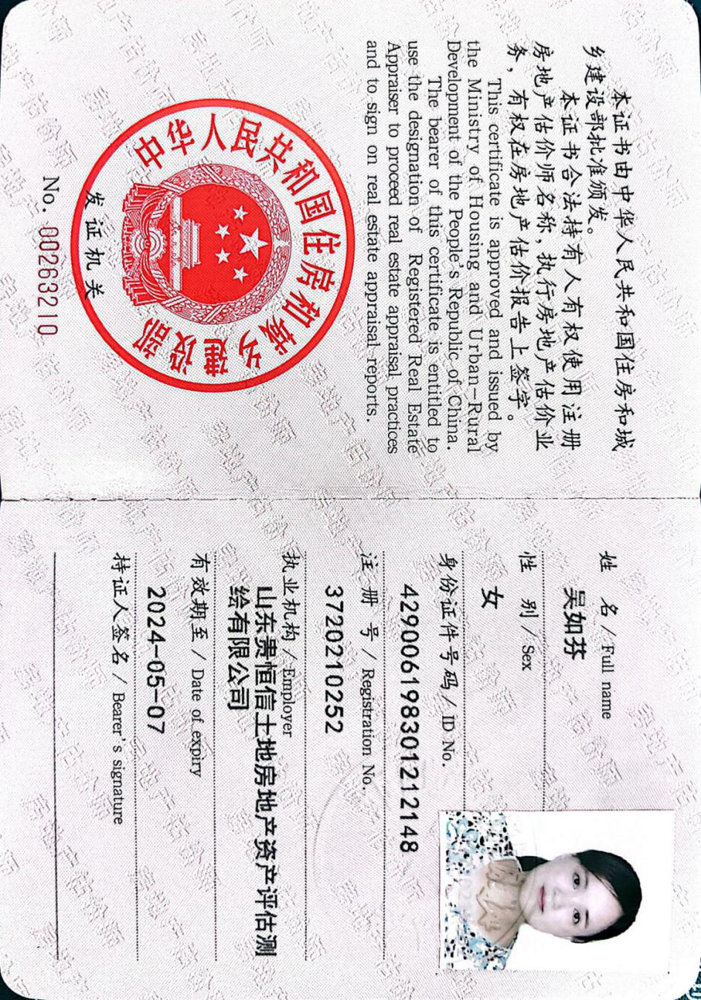 本证书由中华人民共和国住房和城
乡建设部批准颁发。
本证书合法持有人有权使用注册
房地产估价师名称，执行房地产估价业
务，有权在房地产估价报告上签字。
This certificate is approved and issued by
the Ministry of Housing and Urban-Rural
Development of the People's Republic of China.
The bearer of this certificate is entitled to
use the designation of Registered Real Estate
Appraiser to proceed real estate appraisal practices
and to sign on real estate appraisal reports.
中华人民共和国住房和城乡建设部
发证机关
No. 00263210
姓 名 / Full name
吴如芬
性 别 / Sex
女
身份证件号码 / ID No.
429006198301212148
注 册 号 / Registration No.
3720210252
执业机构 / Employer
山东贵恒信土地房地产资产评估测
绘有限公司
有效期至 / Date of expiry
2024-05-07
持证人签名 / Bearer's signature